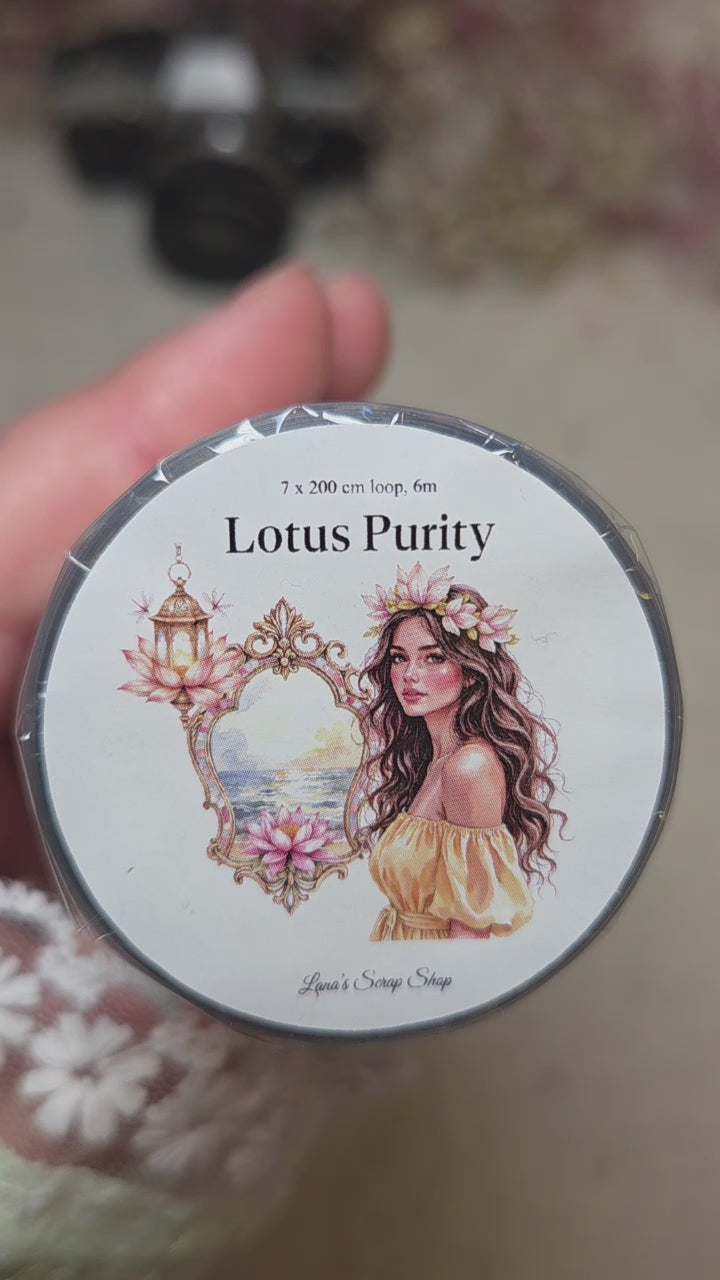 7 x 200 cm loop, 6m
Lotus Purity
Lana's Scrap Shop